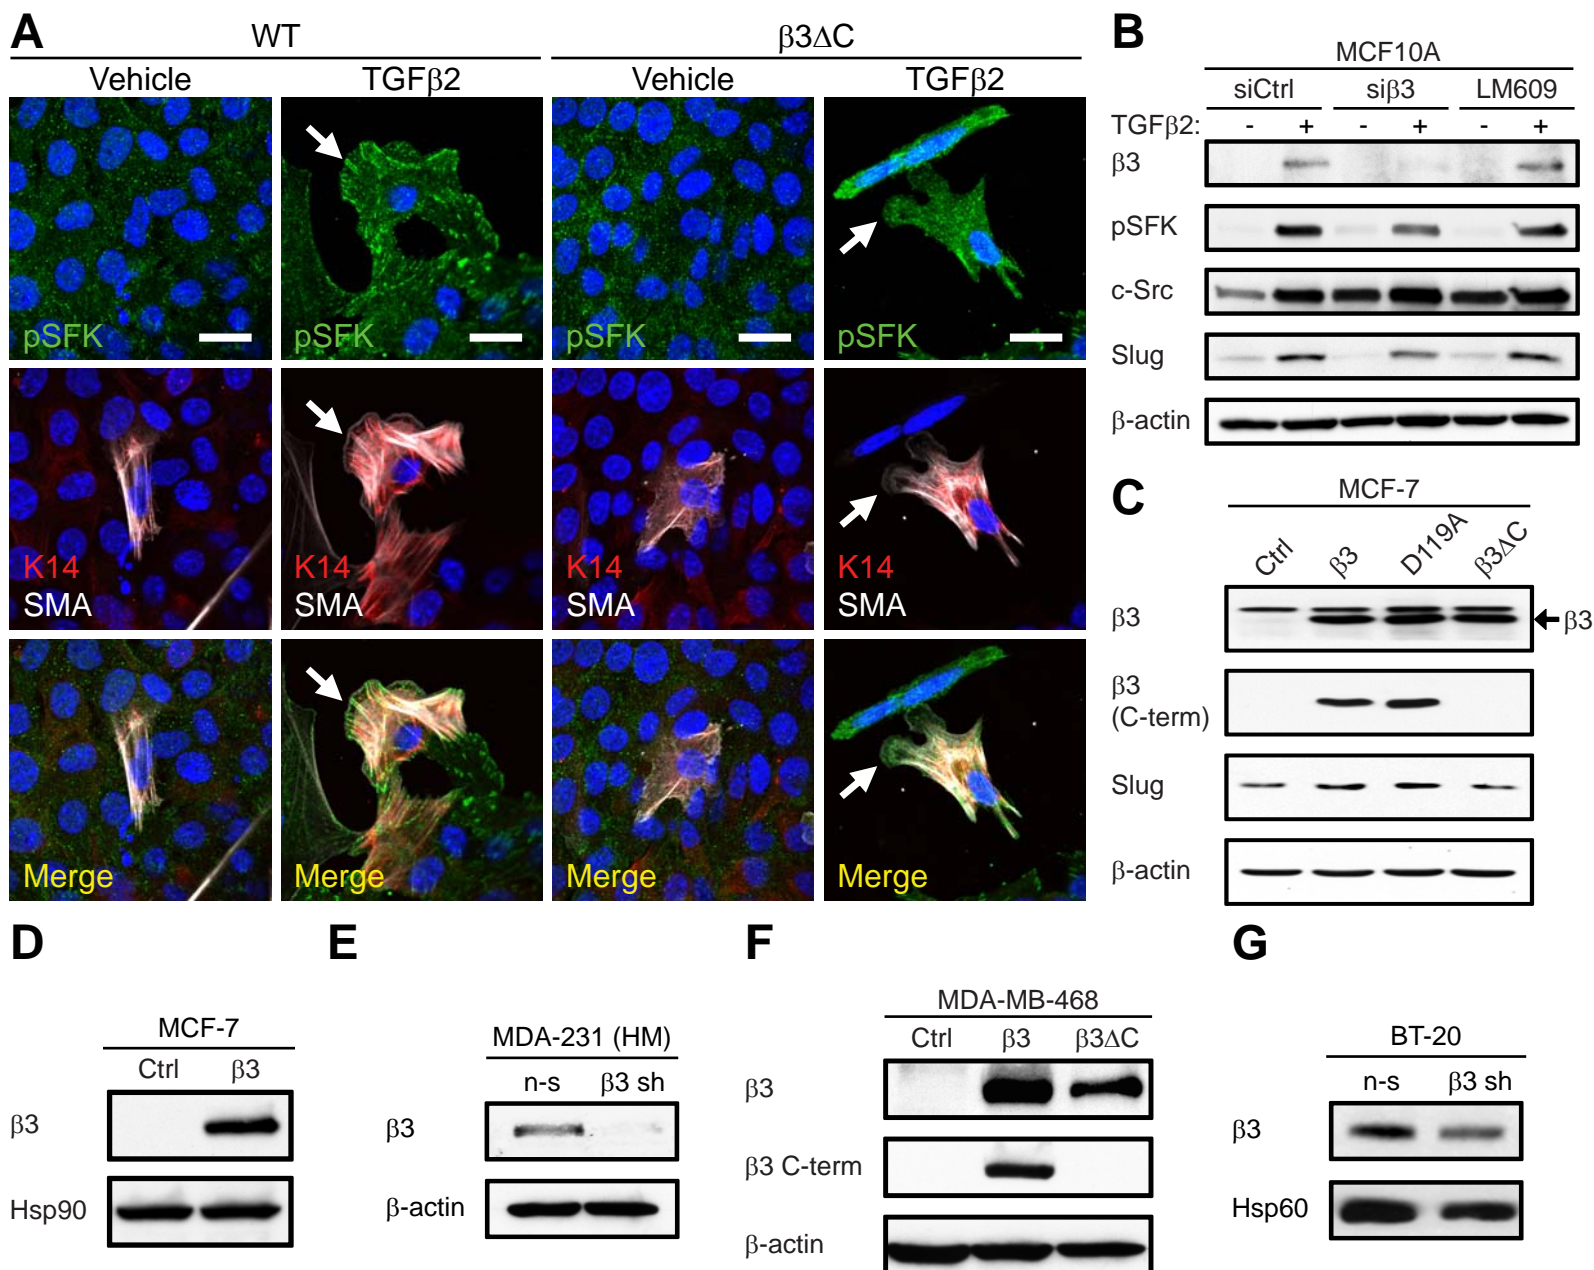 A
WT
β3ΔC
Vehicle
TGFβ2
Vehicle
TGFβ2
pSFK
pSFK
pSFK
pSFK
K14
SMA
K14
SMA
K14
SMA
K14
SMA
Merge
Merge
Merge
Merge
B
MCF10A
siCtrl
siβ3
LM609
TGFβ2:
- + - + - +
β3
pSFK
c-Src
Slug
β-actin
C
MCF-7
Ctrl
β3
D119A
β3ΔC
β3
β3
β3
(C-term)
Slug
β-actin
D
MCF-7
Ctrl
β3
β3
Hsp90
E
MDA-231 (HM)
n-s
β3 sh
β3
β-actin
F
MDA-MB-468
Ctrl
β3
β3ΔC
β3
β3 C-term
β-actin
G
BT-20
n-s
β3 sh
β3
Hsp60